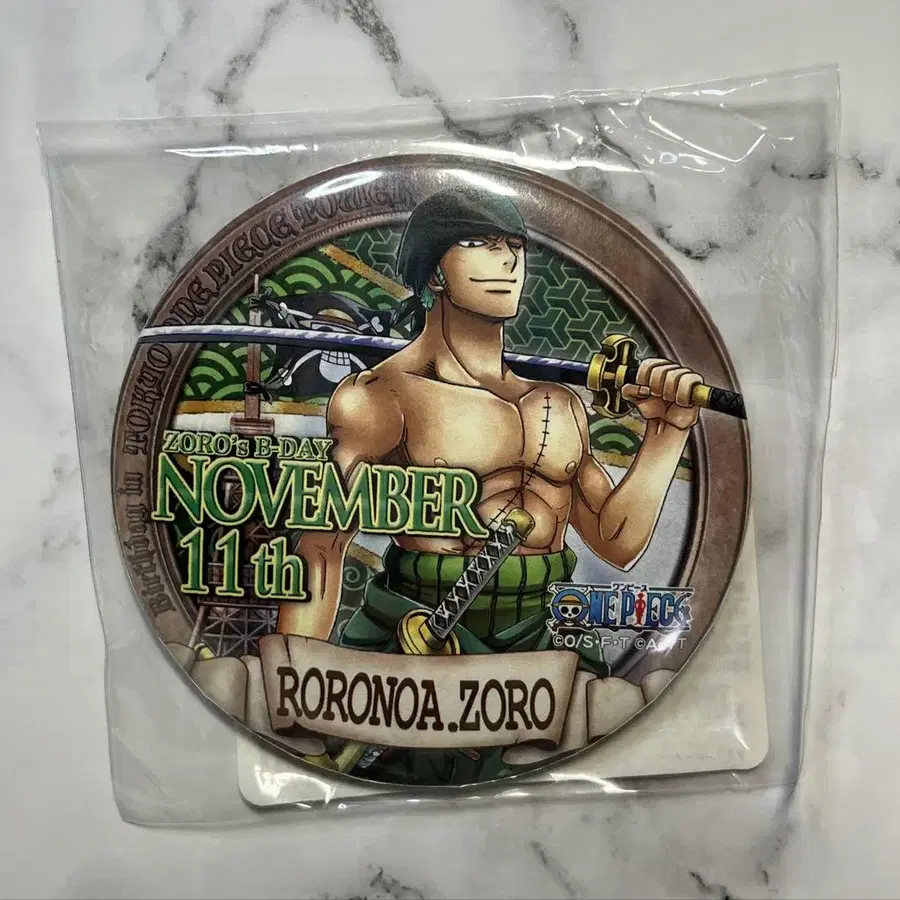 Birthday in TOKYO ONE PIECE TOWER
ZORO's B-DAY
NOVEMBER
11th
ワンピース
ONE PIECE
©O/S・F・T ©A T
RORONOA.ZORO